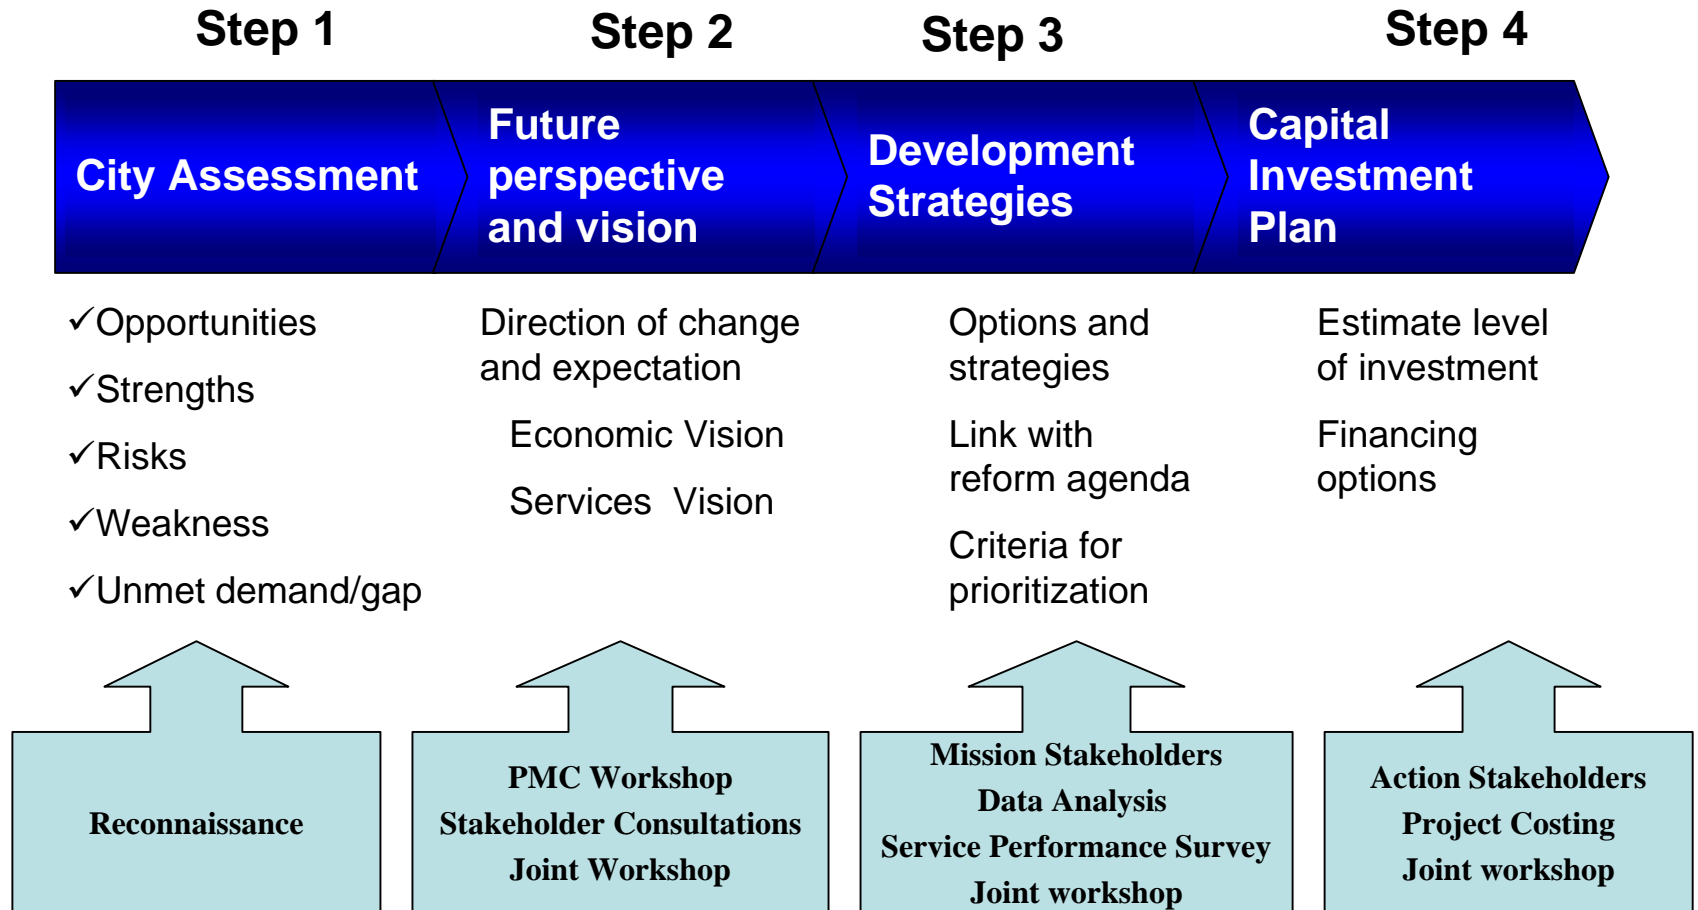 Step 1
Step 2
Step 3
Step 4
City Assessment
Future
perspective
and vision
Development
Strategies
Capital
Investment
Plan
✓Opportunities
✓Strengths
✓Risks
✓Weakness
✓Unmet demand/gap
Direction of change
and expectation
Economic Vision
Services Vision
Options and
strategies
Link with
reform agenda
Criteria for
prioritization
Estimate level
of investment
Financing
options
Reconnaissance
PMC Workshop
Stakeholder Consultations
Joint Workshop
Mission Stakeholders
Data Analysis
Service Performance Survey
Joint workshop
Action Stakeholders
Project Costing
Joint workshop